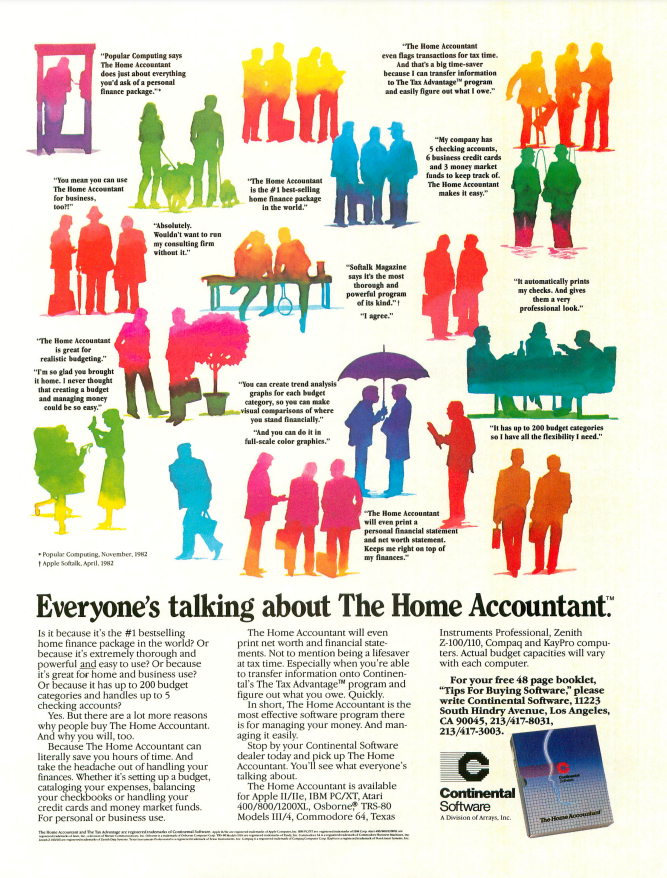 "Popular Computing says
The Home Accountant
does just about everything
you'd ask of a personal
finance package."*
"The Home Accountant
even flags transactions for tax time.
And that's a big time-saver
because I can transfer information
to The Tax Advantage™ program
and easily figure out what I owe."
"My company has
5 checking accounts,
6 business credit cards
and 3 money market
funds to keep track of.
The Home Accountant
makes it easy."
"You mean you can use
The Home Accountant
for business,
too?!"
"The Home Accountant
is the #1 best-selling
home finance package
in the world."
"Absolutely.
Wouldn't want to run
my consulting firm
without it."
"Softalk Magazine
says it's the most
thorough and
powerful program
of its kind."†
"I agree."
"It automatically prints
my checks. And gives
them a very
professional look."
"The Home Accountant
is great for
realistic budgeting."
"I'm so glad you brought
it home. I never thought
that creating a budget
and managing money
could be so easy."
"You can create trend analysis
graphs for each budget
category, so you can make
visual comparisons of where
you stand financially."
"And you can do it in
full-scale color graphics."
"It has up to 200 budget categories
so I have all the flexibility I need."
"The Home Accountant
will even print a
personal financial statement
and net worth statement.
Keeps me right on top of
my finances."
* Popular Computing, November, 1982
† Apple Softalk, April, 1982
Everyone's talking about The Home Accountant.™
Is it because it's the #1 bestselling
home finance package in the world? Or
because it's extremely thorough and
powerful and easy to use? Or because
it's great for home and business use?
Or because it has up to 200 budget
categories and handles up to 5
checking accounts?
Yes. But there are a lot more reasons
why people buy The Home Accountant.
And why you will, too.
Because The Home Accountant can
literally save you hours of time. And
take the headache out of handling your
finances. Whether it's setting up a budget,
cataloging your expenses, balancing
your checkbooks or handling your
credit cards and money market funds.
For personal or business use.
The Home Accountant will even
print net worth and financial state-
ments. Not to mention being a lifesaver
at tax time. Especially when you're able
to transfer information onto Continen-
tal's The Tax Advantage™ program and
figure out what you owe. Quickly.
In short, The Home Accountant is the
most effective software program there
is for managing your money. And man-
aging it easily.
Stop by your Continental Software
dealer today and pick up The Home
Accountant. You'll see what everyone's
talking about.
The Home Accountant is available
for Apple II/IIe, IBM PC/XT, Atari
400/800/1200XL, Osborne,® TRS-80
Models III/4, Commodore 64, Texas
Instruments Professional, Zenith
Z-100/110, Compaq and KayPro compu-
ters. Actual budget capacities will vary
with each computer.
For your free 48 page booklet,
"Tips For Buying Software," please
write Continental Software, 11223
South Hindry Avenue, Los Angeles,
CA 90045, 213/417-8031,
213/417-3003.
Continental
Software
A Division of Arrays, Inc.
Continental
Software
The Home Accountant
The Home Accountant and The Tax Advantage are registered trademarks of Continental Software.